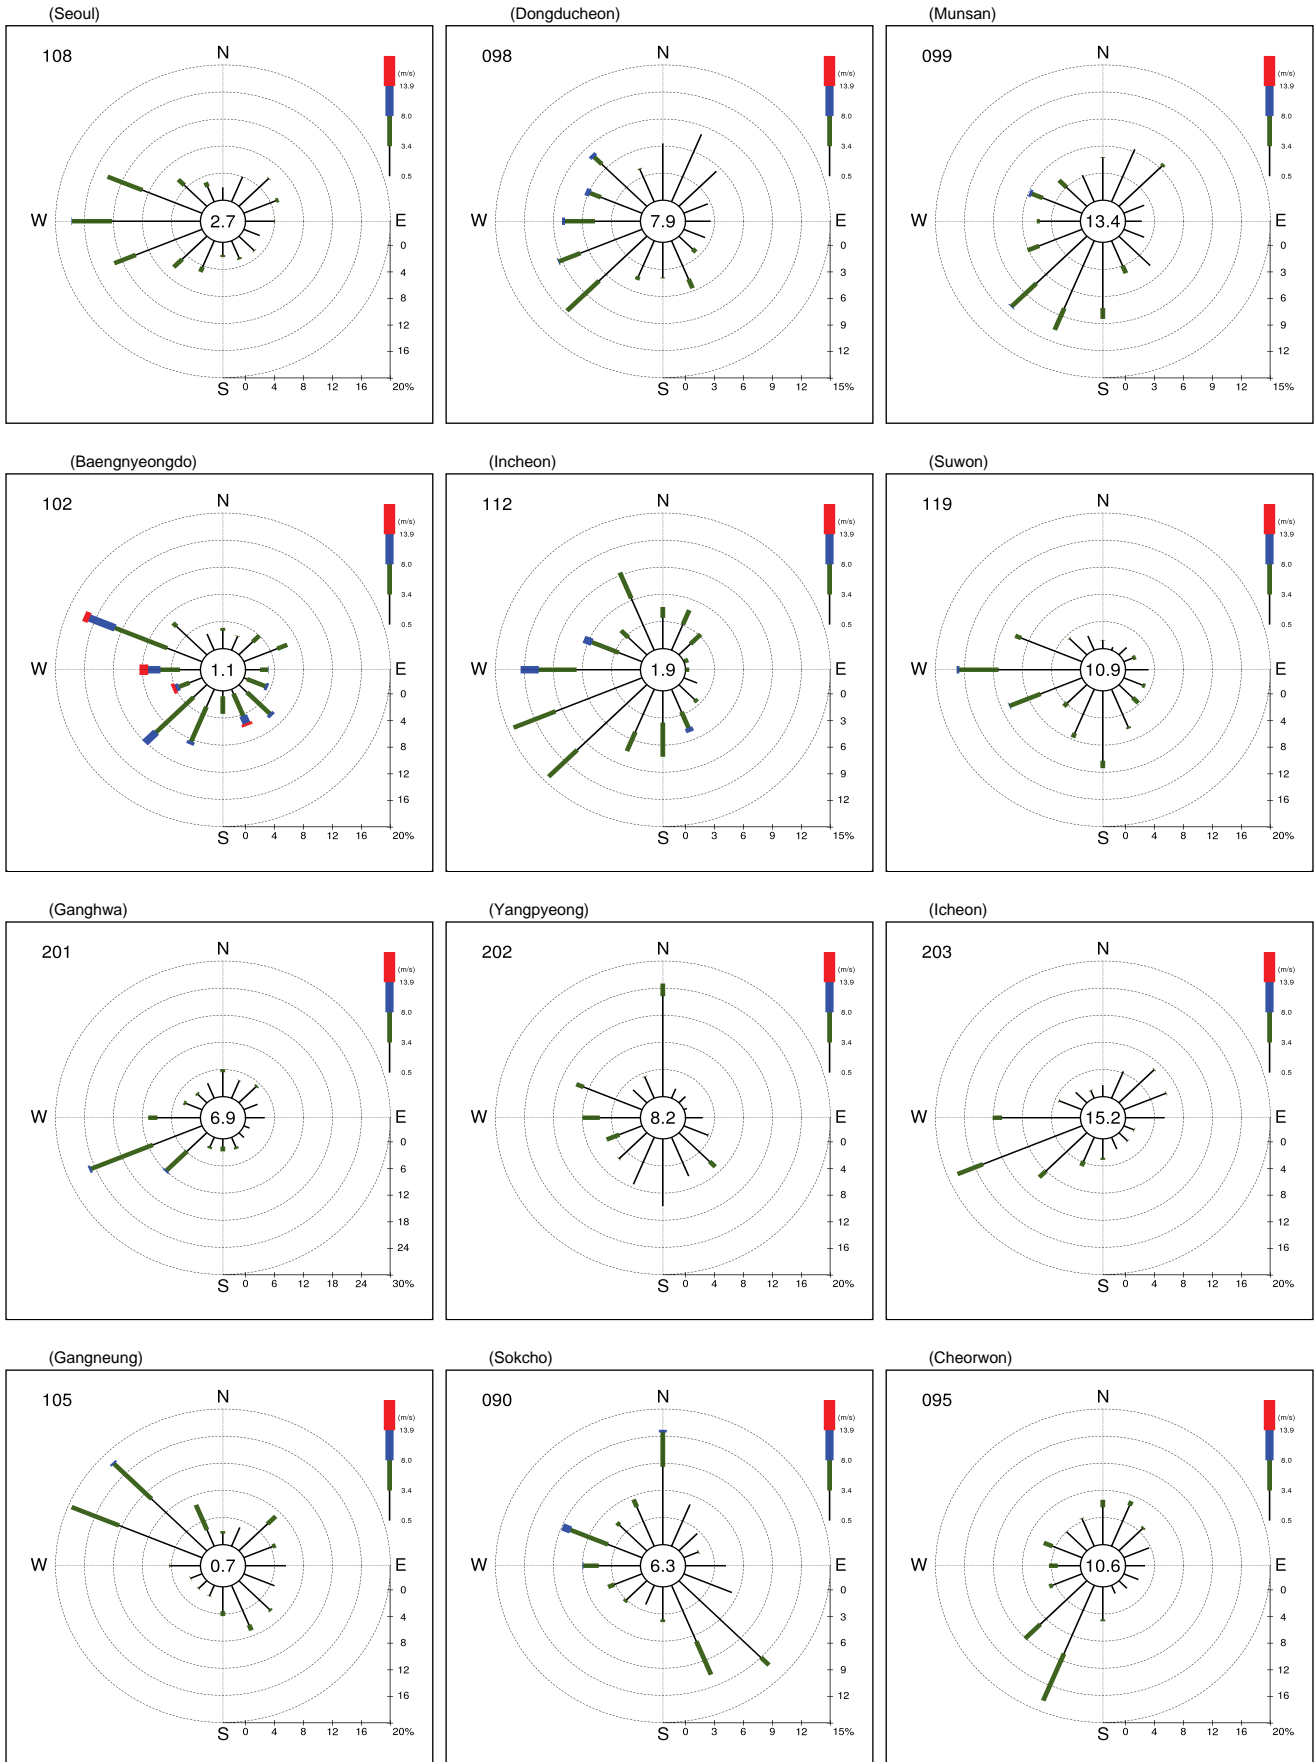 (Seoul)
108
N
(m/s)
13.9
8.0
3.4
0.5
W
2.7
E
0
4
8
12
16
S
0 4 8 12 16 20%
(Dongducheon)
098
N
(m/s)
13.9
8.0
3.4
0.5
W
7.9
E
0
3
6
9
12
S
0 3 6 9 12 15%
(Munsan)
099
N
(m/s)
13.9
8.0
3.4
0.5
W
13.4
E
0
3
6
9
12
S
0 3 6 9 12 15%
(Baengnyeongdo)
102
N
(m/s)
13.9
8.0
3.4
0.5
W
1.1
E
0
4
8
12
16
S
0 4 8 12 16 20%
(Incheon)
112
N
(m/s)
13.9
8.0
3.4
0.5
W
1.9
E
0
3
6
9
12
S
0 3 6 9 12 15%
(Suwon)
119
N
(m/s)
13.9
8.0
3.4
0.5
W
10.9
E
0
4
8
12
16
S
0 4 8 12 16 20%
(Ganghwa)
201
N
(m/s)
13.9
8.0
3.4
0.5
W
6.9
E
0
6
12
18
24
S
0 6 12 18 24 30%
(Yangpyeong)
202
N
(m/s)
13.9
8.0
3.4
0.5
W
8.2
E
0
4
8
12
16
S
0 4 8 12 16 20%
(Icheon)
203
N
(m/s)
13.9
8.0
3.4
0.5
W
15.2
E
0
4
8
12
16
S
0 4 8 12 16 20%
(Gangneung)
105
N
(m/s)
13.9
8.0
3.4
0.5
W
0.7
E
0
4
8
12
16
S
0 4 8 12 16 20%
(Sokcho)
090
N
(m/s)
13.9
8.0
3.4
0.5
W
6.3
E
0
3
6
9
12
S
0 3 6 9 12 15%
(Cheorwon)
095
N
(m/s)
13.9
8.0
3.4
0.5
W
10.6
E
0
4
8
12
16
S
0 4 8 12 16 20%